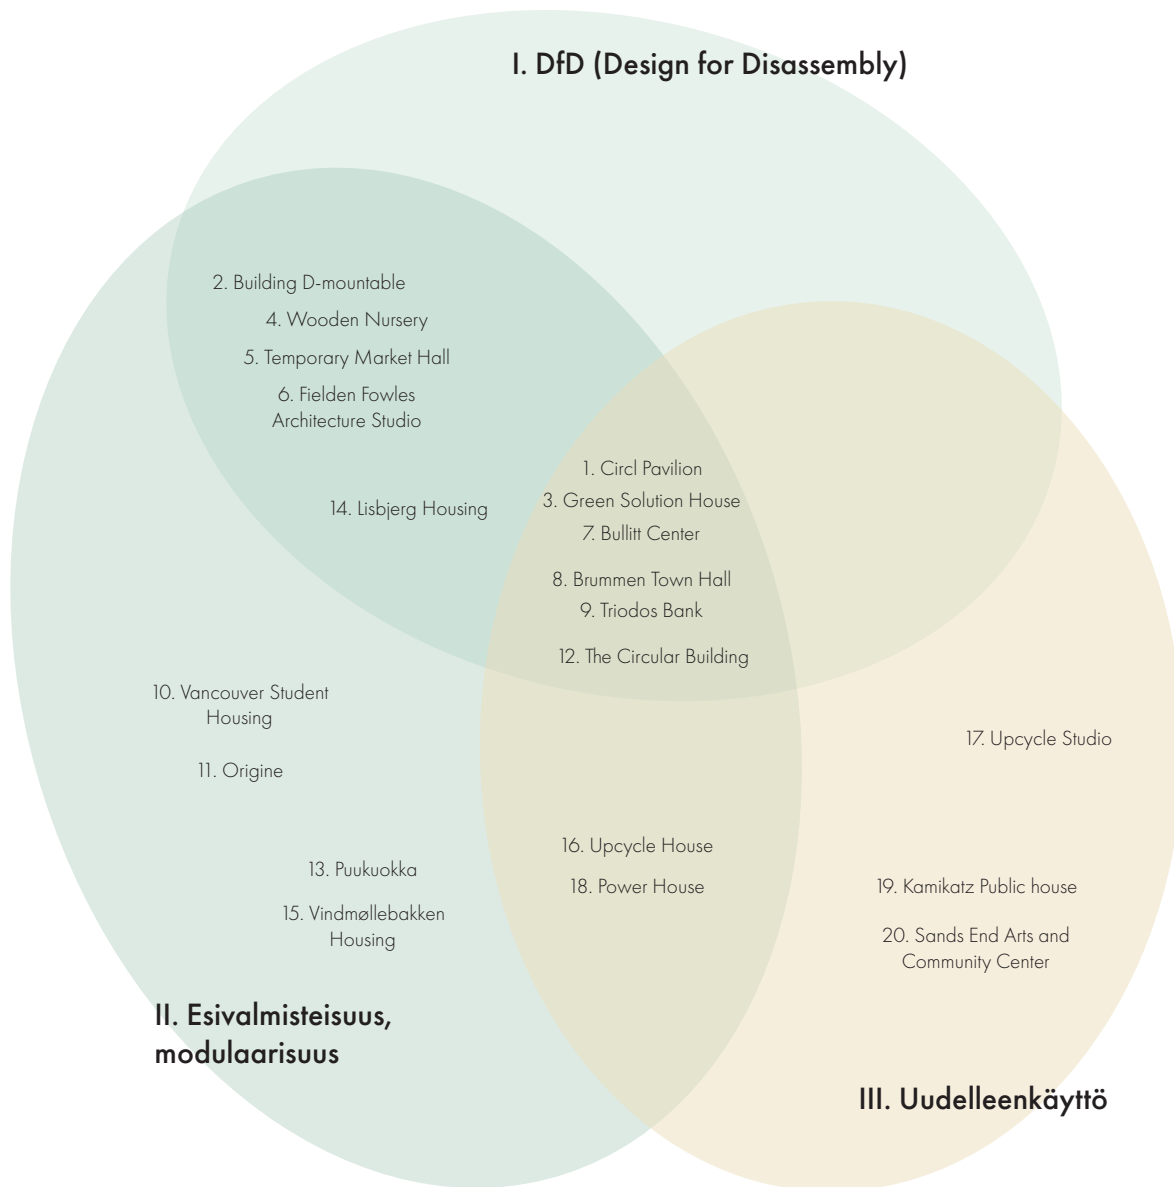 I. DfD (Design for Disassembly)
2. Building D-mountable
4. Wooden Nursery
5. Temporary Market Hall
6. Fielden Fowles
Architecture Studio
14. Lisbjerg Housing
1. Circl Pavilion
3. Green Solution House
7. Bullitt Center
8. Brummen Town Hall
9. Triodos Bank
12. The Circular Building
10. Vancouver Student
Housing
11. Origine
13. Puukuokka
15. Vindmøllebakken
Housing
16. Upcycle House
18. Power House
17. Upcycle Studio
19. Kamikatz Public house
20. Sands End Arts and
Community Center
II. Esivalmisteisuus,
modulaarisuus
III. Uudelleenkäyttö